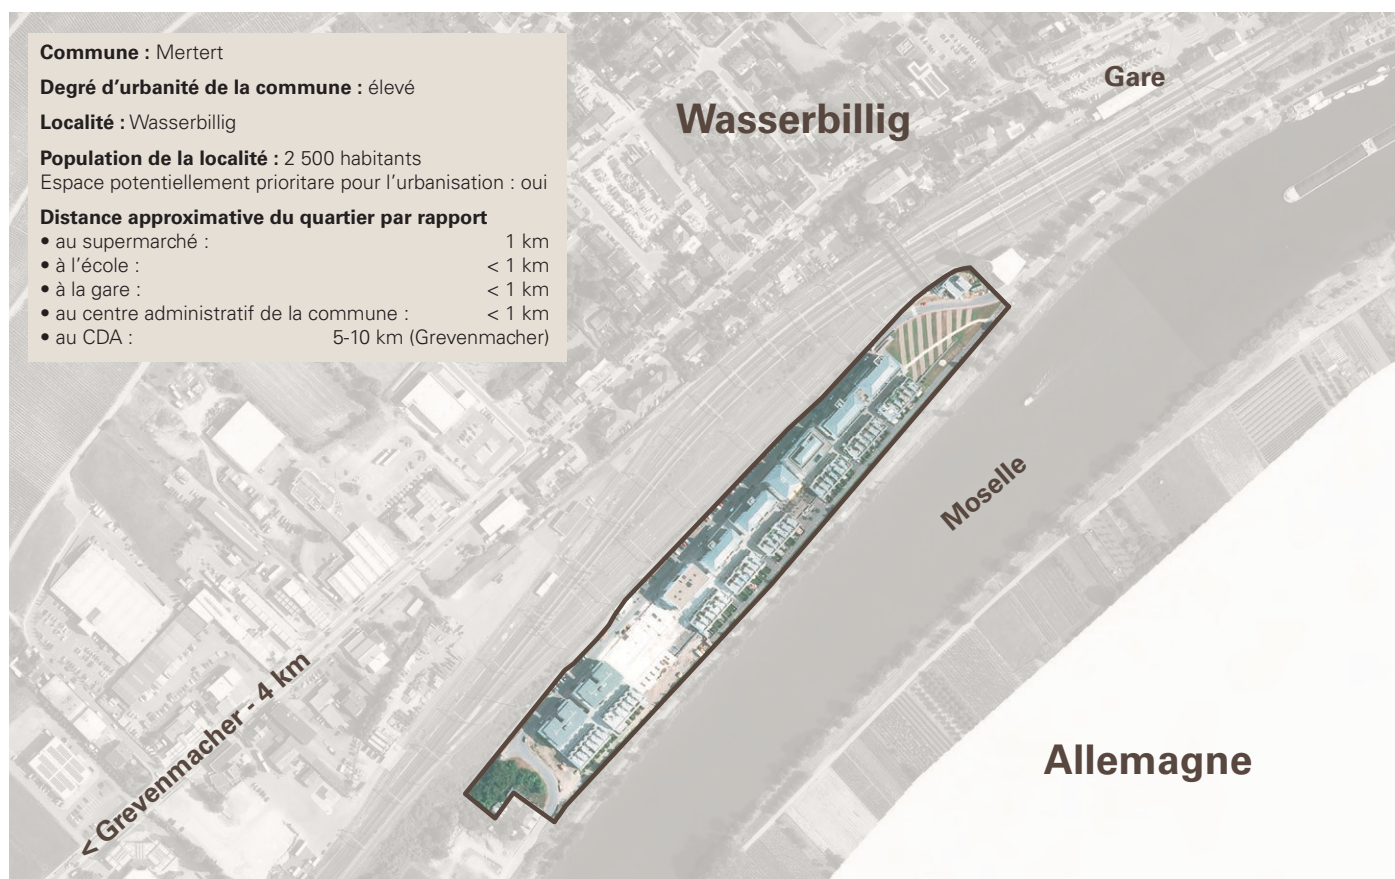 Commune : Mertert
Degré d'urbanité de la commune : élevé
Localité : Wasserbillig
Population de la localité : 2 500 habitants
Espace potentiellement prioritare pour l'urbanisation : oui
Distance approximative du quartier par rapport
• au supermarché : 1 km
• à l'école : < 1 km
• à la gare : < 1 km
• au centre administratif de la commune : < 1 km
• au CDA : 5-10 km (Grevenmacher)
Gare
Wasserbillig
Moselle
< Grevenmacher - 4 km
Allemagne